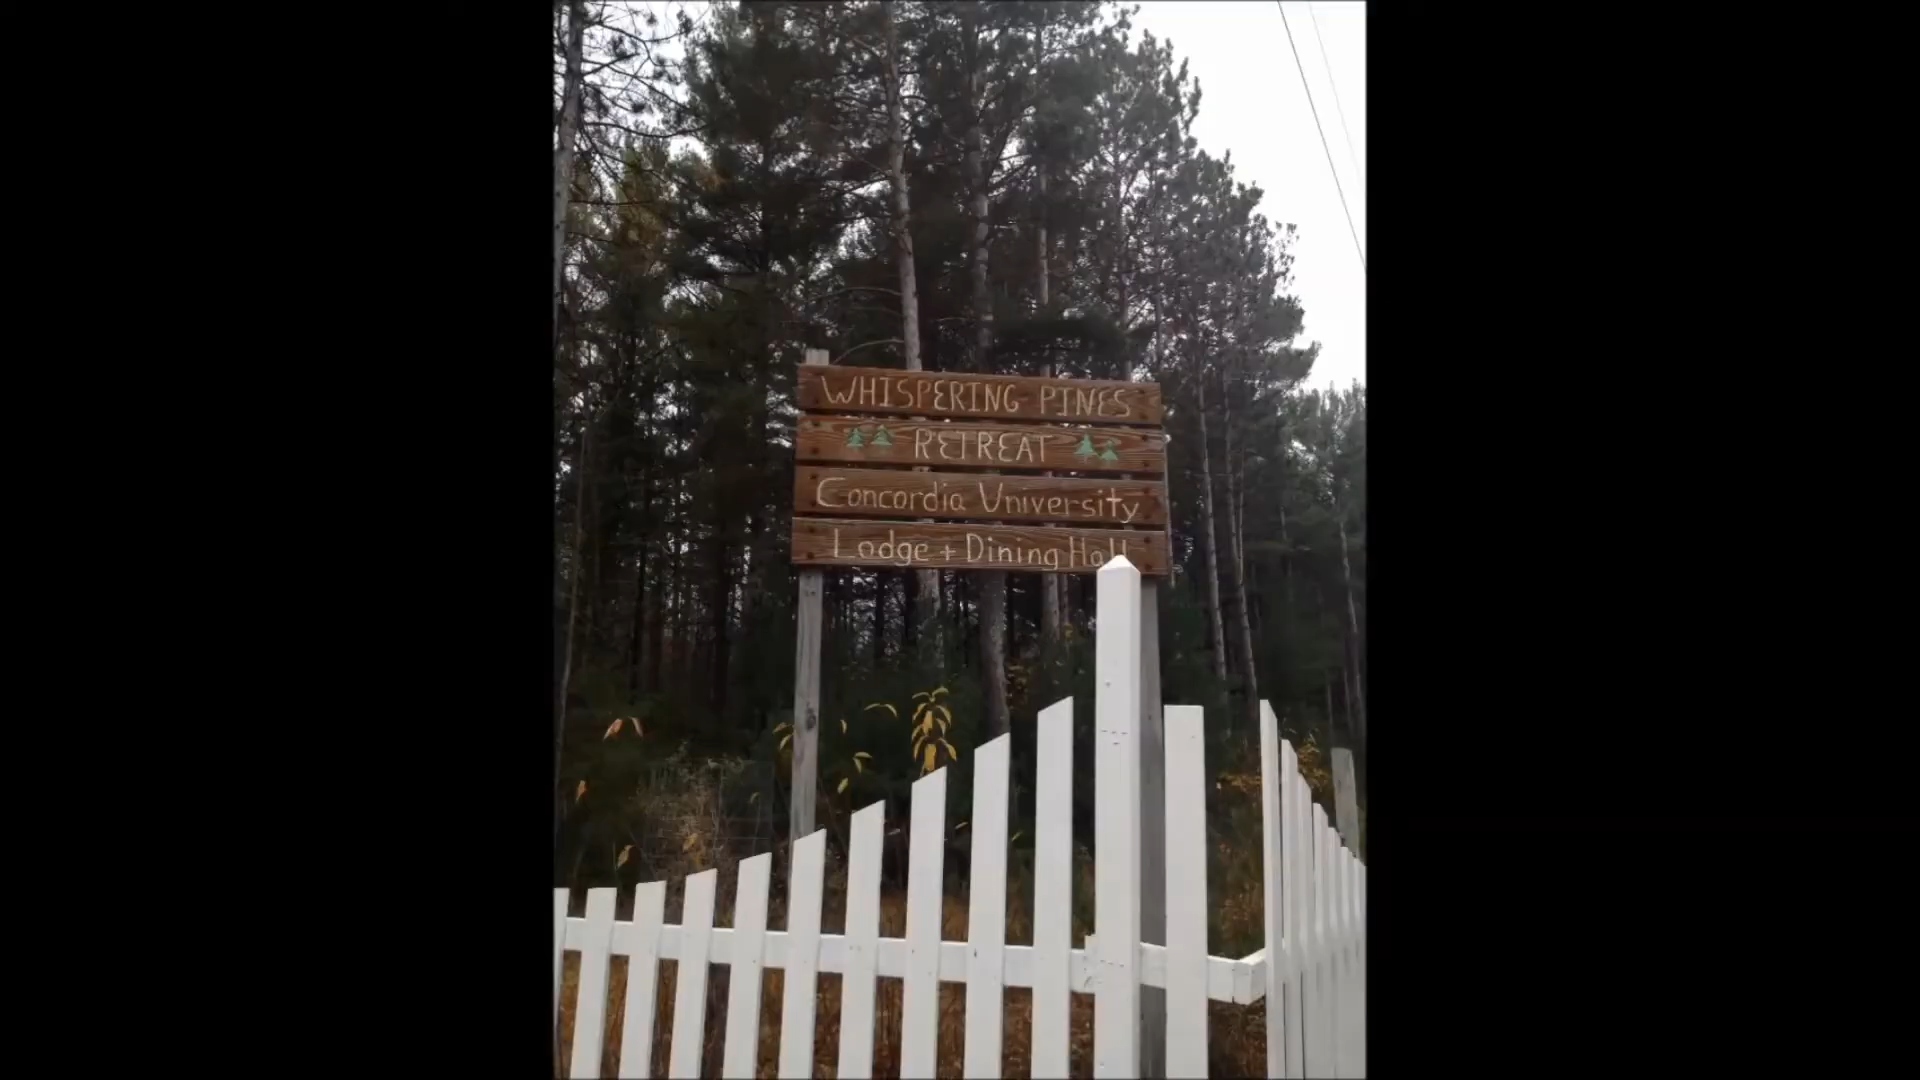 WHISPERING PINES
RETREAT
Concordia University
Lodge + Dining Hall